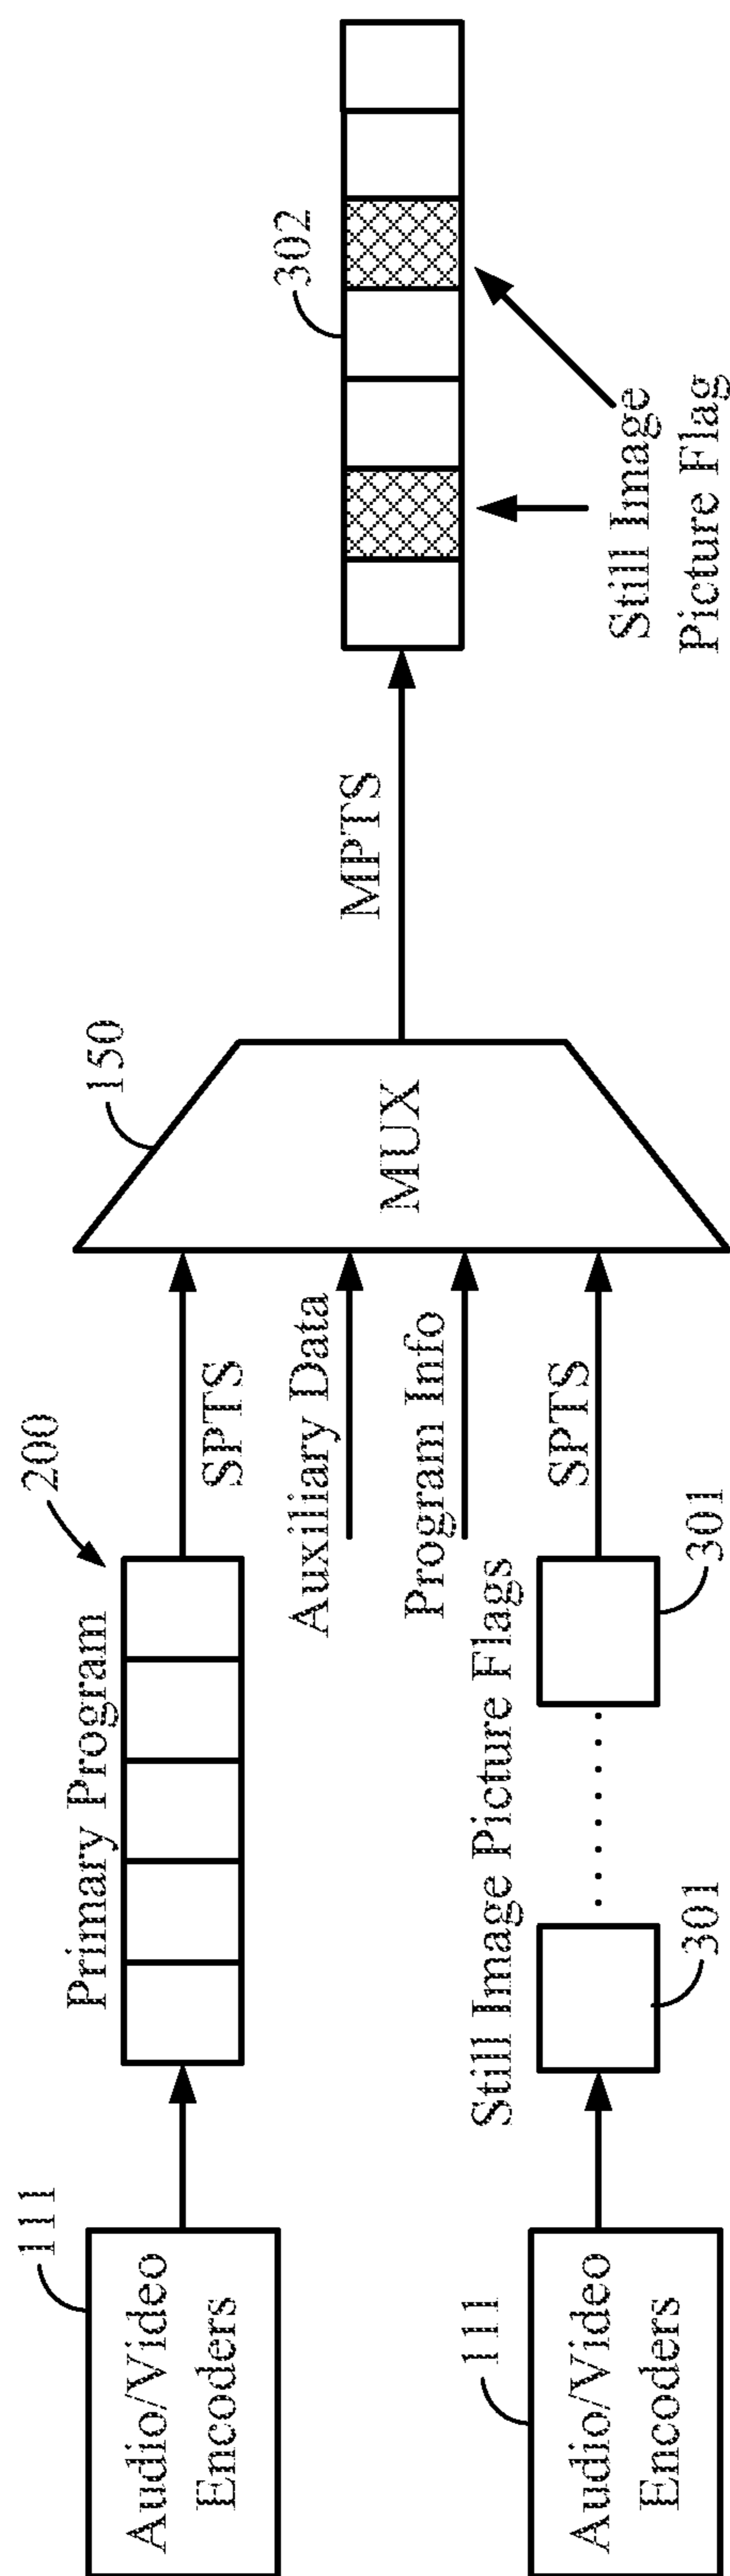 111
Audio/Video
Encoders
Primary Program
200
SPTS
Auxiliary Data
Program Info
111
Audio/Video
Encoders
Still Image Picture Flags
301
301
SPTS
150
MUX
MPTS
302
Still Image
Picture Flag